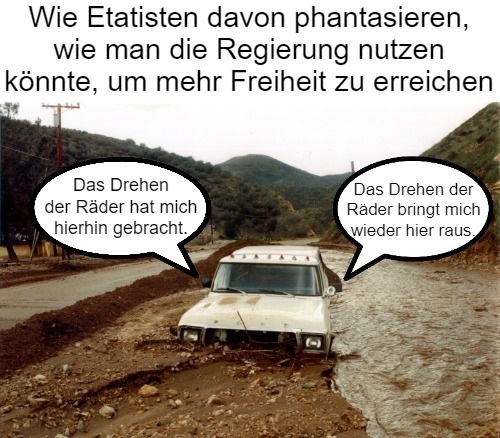 Wie Etatisten davon phantasieren,
wie man die Regierung nutzen
könnte, um mehr Freiheit zu erreichen
Das Drehen
der Räder hat mich
hierhin gebracht.
Das Drehen der
Räder bringt mich
wieder hier raus.